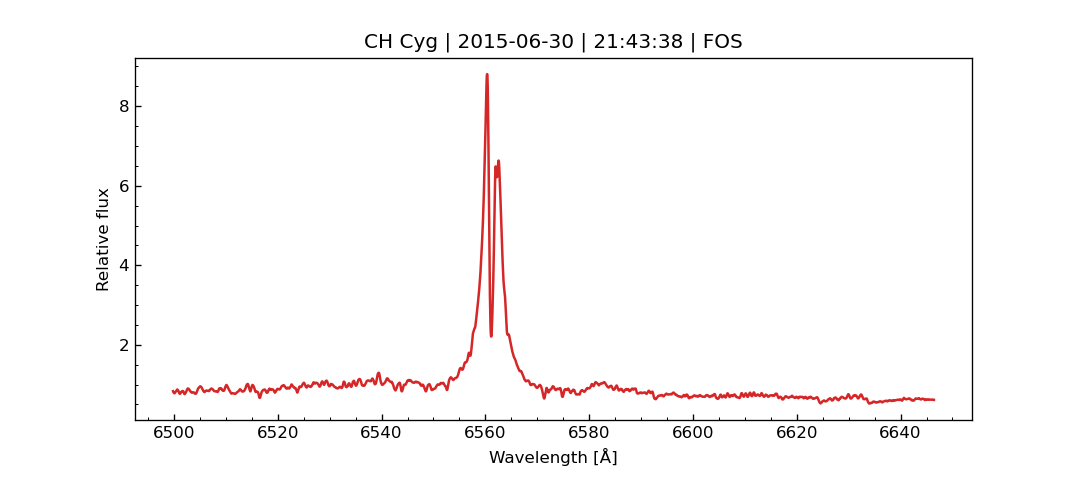 CH Cyg | 2015-06-30 | 21:43:38 | FOS
Relative flux
8
6
4
2
6500 6520 6540 6560 6580 6600 6620 6640
Wavelength [Å]